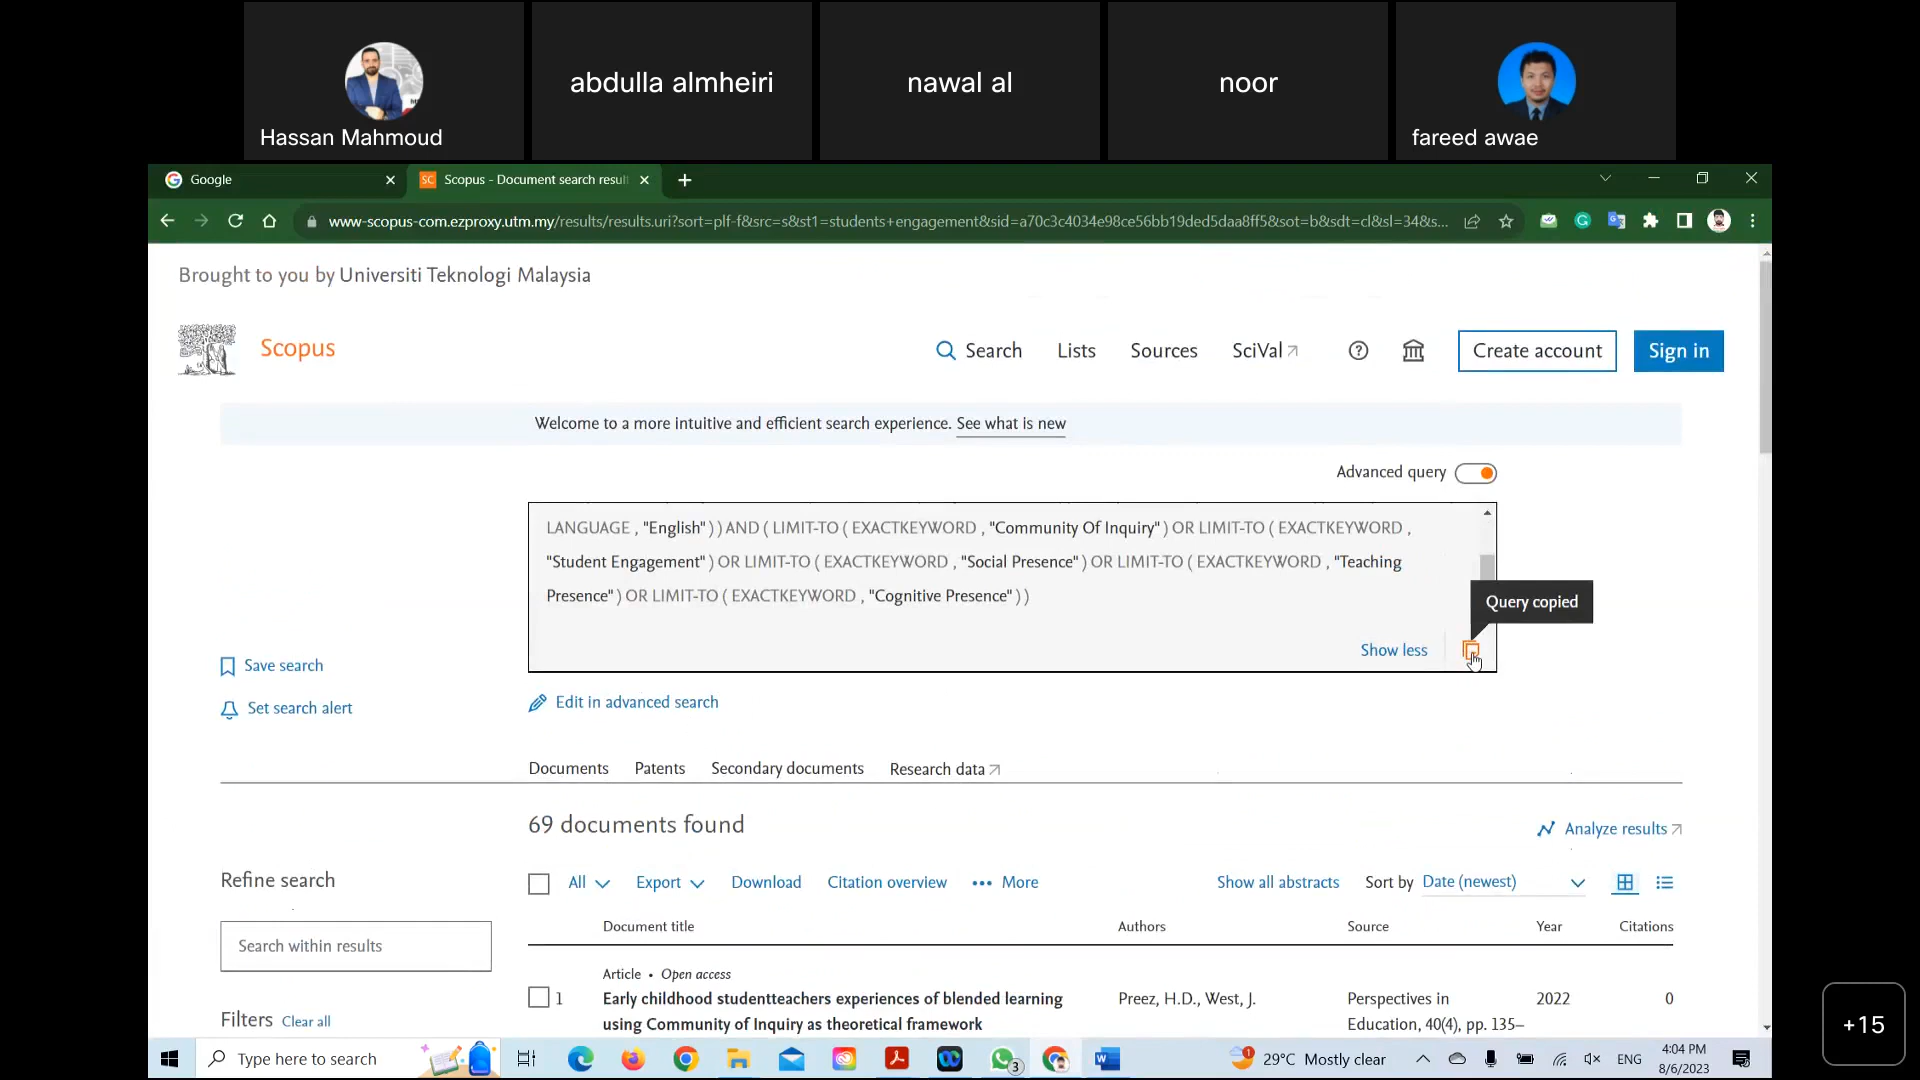 Hassan Mahmoud
abdulla almheiri
nawal al
noor
fareed awae
Google
Scopus - Document search resul
www-scopus-com.ezproxy.utm.my/results/results.uri?sort=plf-f&src=s&st1=students+engagement&sid=a70c3c4034e98ce56bb19ded5daa8ff5&sot=b&sdt=cl&sl=34&s...
Brought to you by Universiti Teknologi Malaysia
Scopus
Search
Lists
Sources
SciVal
Create account
Sign in
Welcome to a more intuitive and efficient search experience. See what is new
Advanced query
LANGUAGE , "English" ) ) AND ( LIMIT-TO ( EXACTKEYWORD , "Community Of Inquiry" ) OR LIMIT-TO ( EXACTKEYWORD ,
"Student Engagement" ) OR LIMIT-TO ( EXACTKEYWORD , "Social Presence" ) OR LIMIT-TO ( EXACTKEYWORD , "Teaching
Presence" ) OR LIMIT-TO ( EXACTKEYWORD , "Cognitive Presence" ) )
Query copied
Show less
Save search
Set search alert
Edit in advanced search
Documents
Patents
Secondary documents
Research data
69 documents found
Analyze results
Refine search
Search within results
Filters Clear all
All
Export
Download
Citation overview
••• More
Show all abstracts
Sort by Date (newest)
Document title
Authors
Source
Year
Citations
Article • Open access
1
Early childhood studentteachers experiences of blended learning
using Community of Inquiry as theoretical framework
Preez, H.D., West, J.
Perspectives in
Education, 40(4), pp. 135–
2022
0
+15
Type here to search
3
1
29°C Mostly clear
ENG
4:04 PM
8/6/2023